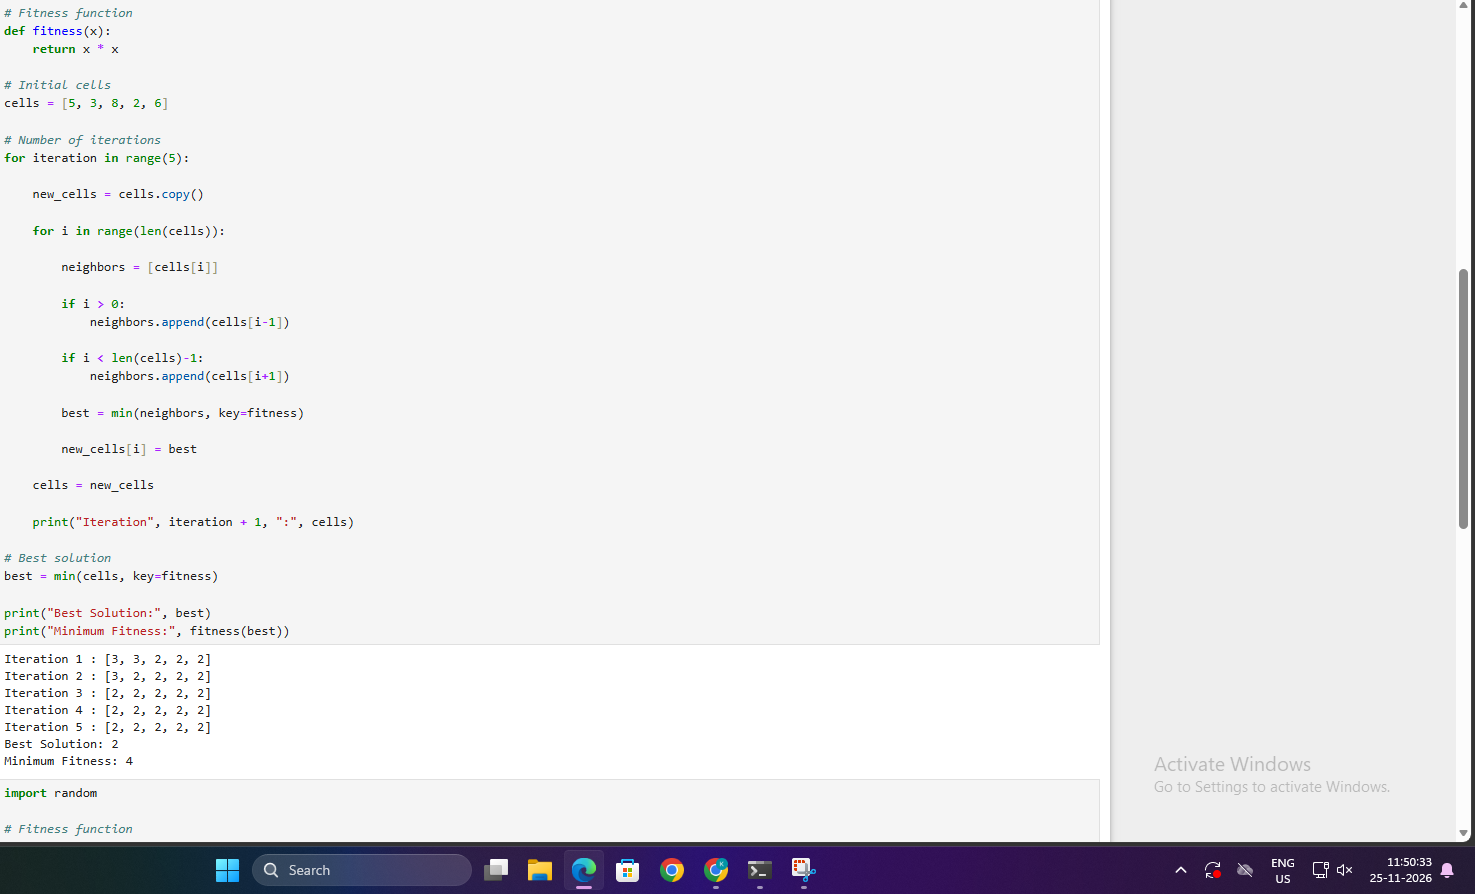 # Fitness function
def fitness(x):
    return x * x

# Initial cells
cells = [5, 3, 8, 2, 6]

# Number of iterations
for iteration in range(5):

    new_cells = cells.copy()

    for i in range(len(cells)):

        neighbors = [cells[i]]

        if i > 0:
            neighbors.append(cells[i-1])

        if i < len(cells)-1:
            neighbors.append(cells[i+1])

        best = min(neighbors, key=fitness)

        new_cells[i] = best

    cells = new_cells

    print("Iteration", iteration + 1, ":", cells)

# Best solution
best = min(cells, key=fitness)

print("Best Solution:", best)
print("Minimum Fitness:", fitness(best))
Iteration 1 : [3, 3, 2, 2, 2]
Iteration 2 : [3, 2, 2, 2, 2]
Iteration 3 : [2, 2, 2, 2, 2]
Iteration 4 : [2, 2, 2, 2, 2]
Iteration 5 : [2, 2, 2, 2, 2]
Best Solution: 2
Minimum Fitness: 4
import random

# Fitness function
Activate Windows
Go to Settings to activate Windows.
Search
K
ENG
US
11:50:33
25-11-2026